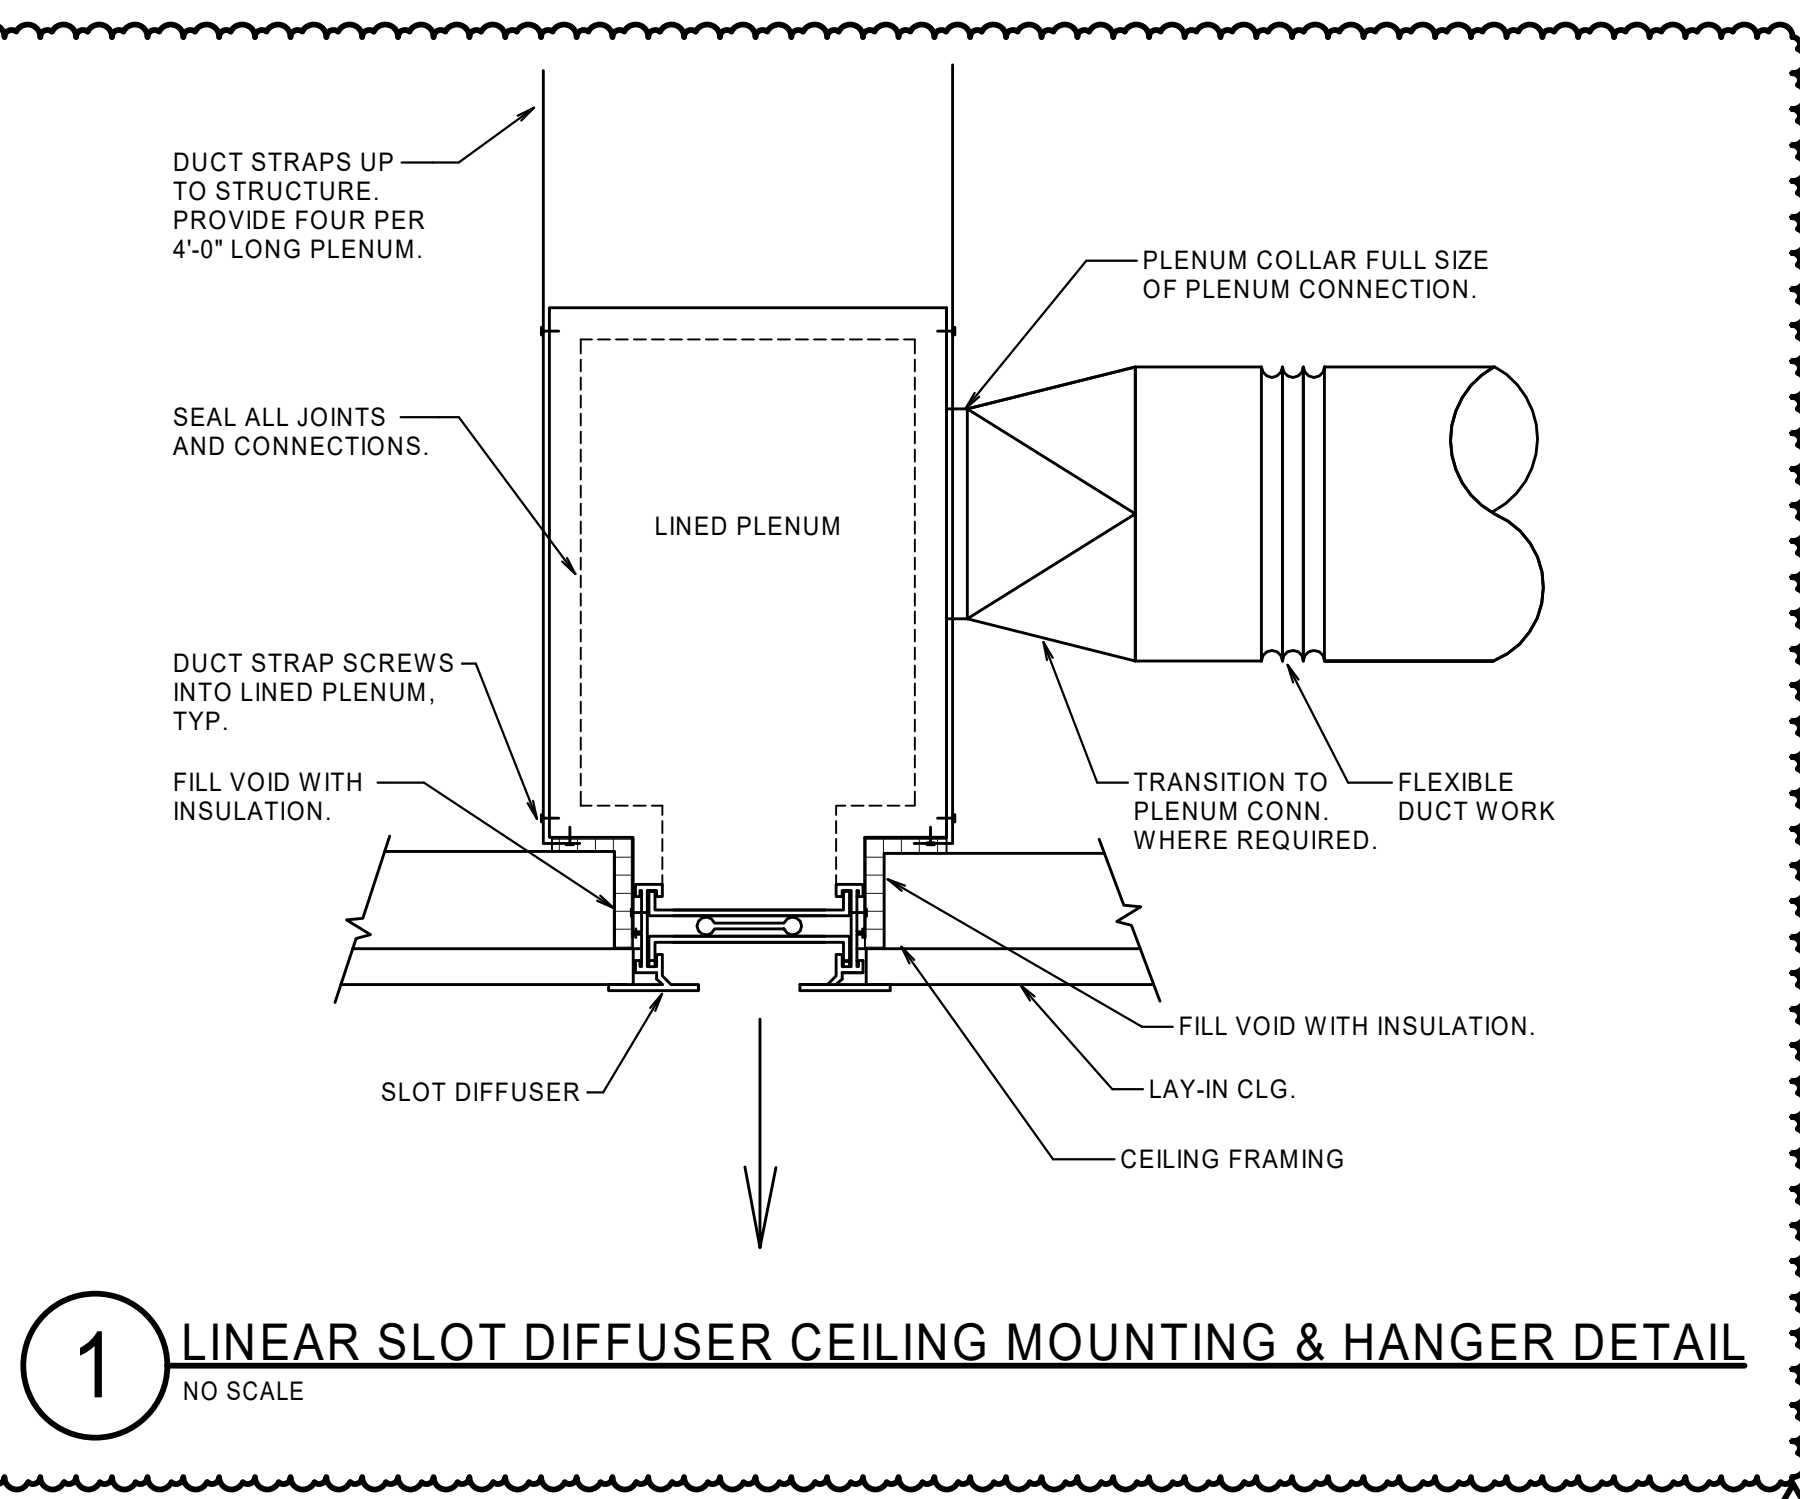 DUCT STRAPS UP
TO STRUCTURE.
PROVIDE FOUR PER
4'-0" LONG PLENUM.
PLENUM COLLAR FULL SIZE
OF PLENUM CONNECTION.
SEAL ALL JOINTS
AND CONNECTIONS.
LINED PLENUM
DUCT STRAP SCREWS
INTO LINED PLENUM,
TYP.
FILL VOID WITH
INSULATION.
TRANSITION TO
PLENUM CONN.
WHERE REQUIRED.
FLEXIBLE
DUCT WORK
FILL VOID WITH INSULATION.
SLOT DIFFUSER
LAY-IN CLG.
CEILING FRAMING
1
LINEAR SLOT DIFFUSER CEILING MOUNTING & HANGER DETAIL
NO SCALE